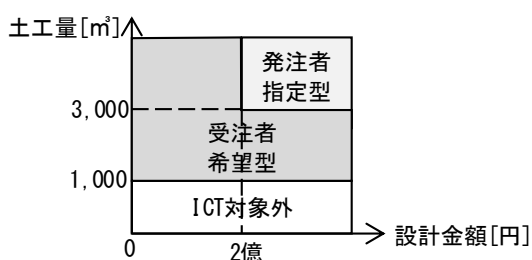 土工量[㎥]
発注者
指定型
3,000
受注者
希望型
1,000
ICT対象外
0
2億
設計金額[円]